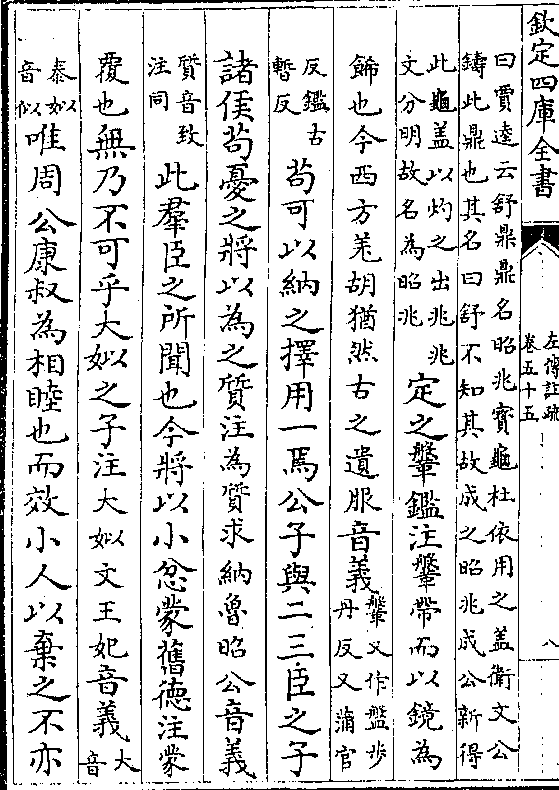 欽定四庫全書
左傳註疏
卷五十五
八
曰賈逵云舒鼎鼎名昭兆寳龜杜依用之盖衛文公
鑄此鼎也其名曰舒不知其故成之昭兆成公新得
此龜盖以灼之出兆兆
文分明故名為昭兆
定之鞶鑑注鞶帶而以鏡為
飾也今西方羌胡猶然古之遺服音義
鞶又作盤步
丹反又蒲官
反鑑古
暫反
苟可以納之擇用一焉公子與二三臣之子
諸侯苟憂之將以為之質注為質求納魯昭公音義
質音致
注同
此羣臣之所聞也今將以小忿蒙舊德注蒙
覆也無乃不可乎大姒之子注大姒文王妃音義
大
音
泰姒以
音似
唯周公康叔為相睦也而效小人以棄之不亦